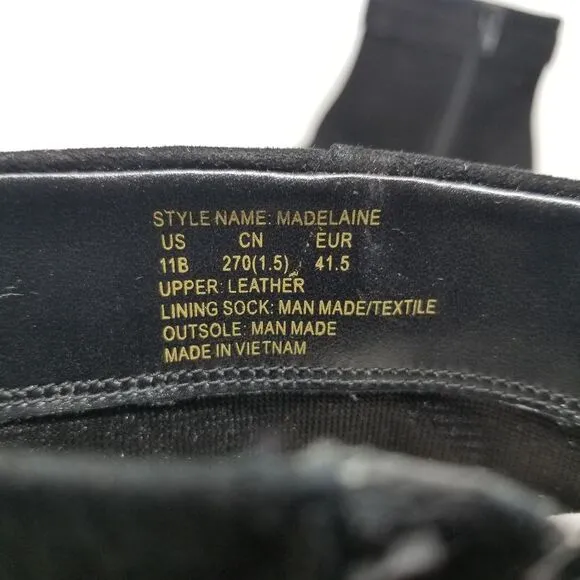 STYLE NAME: MADELAINE
US CN EUR
11B 270(1.5) 41.5
UPPER: LEATHER
LINING SOCK: MAN MADE/TEXTILE
OUTSOLE: MAN MADE
MADE IN VIETNAM